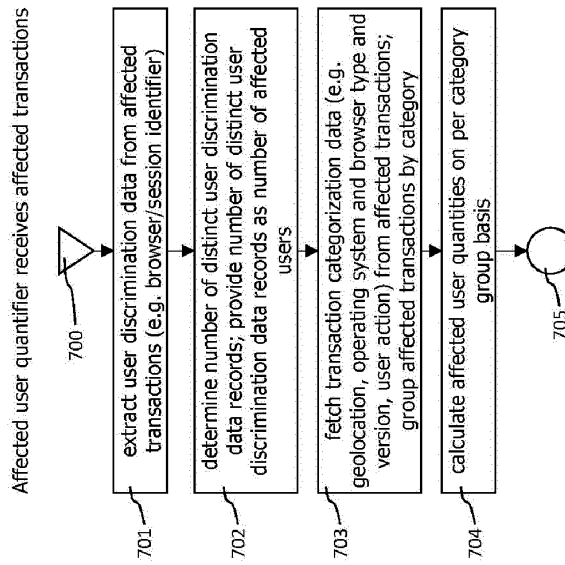 Affected user quantifier receives affected transactions
700
extract user discrimination data from affected
transactions (e.g. browser/session identifier)
701
determine number of distinct user discrimination
data records; provide number of distinct user
discrimination data records as number of affected
users
702
fetch transaction categorization data (e.g.
geolocation, operating system and browser type and
version, user action) from affected transactions;
group affected transactions by category
703
calculate affected user quantities on per category
group basis
704
705